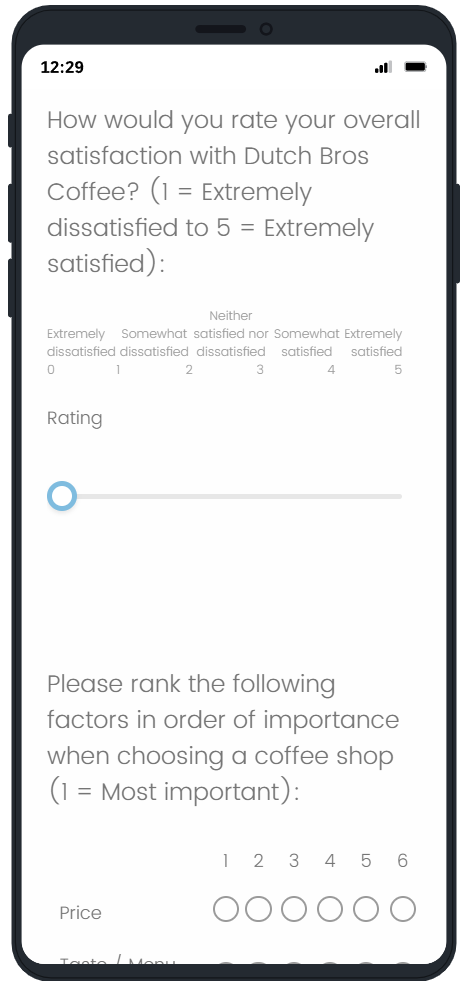 12:29
How would you rate your overall
satisfaction with Dutch Bros
Coffee? (1 = Extremely
dissatisfied to 5 = Extremely
satisfied):
Neither
Extremely Somewhat satisfied nor Somewhat Extremely
dissatisfied dissatisfied dissatisfied satisfied satisfied
0 1 2 3 4 5
Rating
Please rank the following
factors in order of importance
when choosing a coffee shop
(1 = Most important):
1 2 3 4 5 6
Price
Taste / Menu